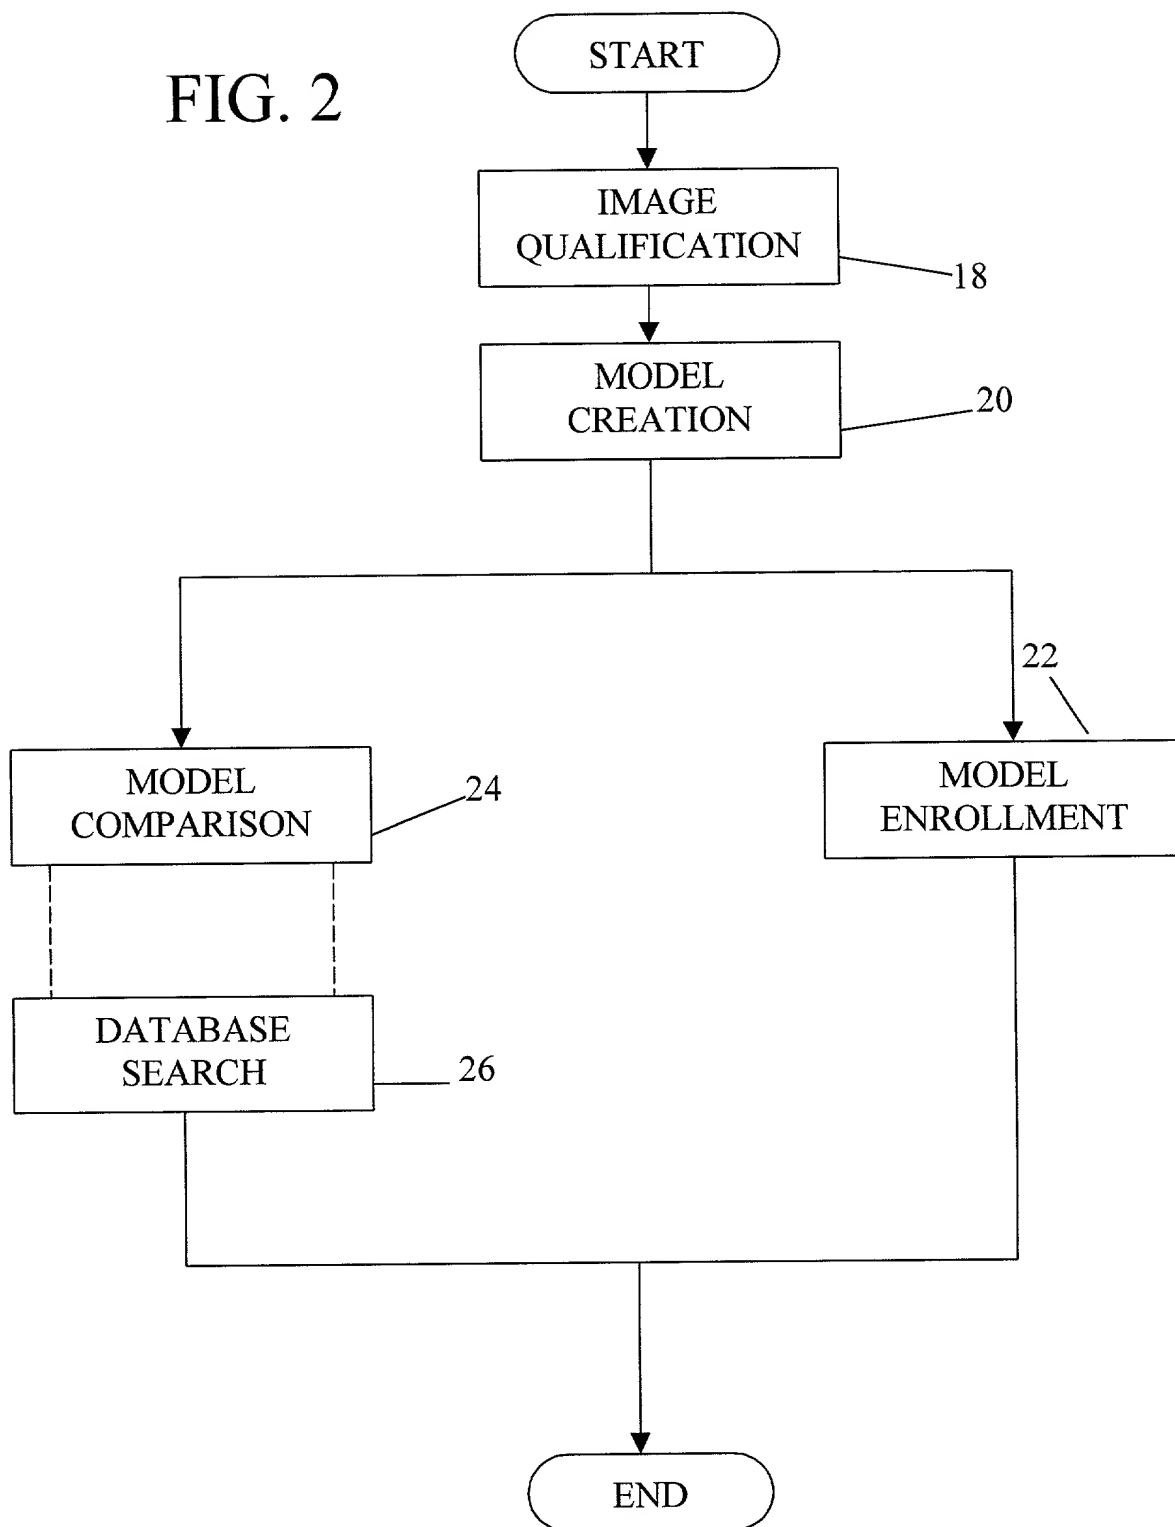 FIG. 2
START
IMAGE
QUALIFICATION
18
MODEL
CREATION
20
22
MODEL
COMPARISON
24
MODEL
ENROLLMENT
DATABASE
SEARCH
26
END